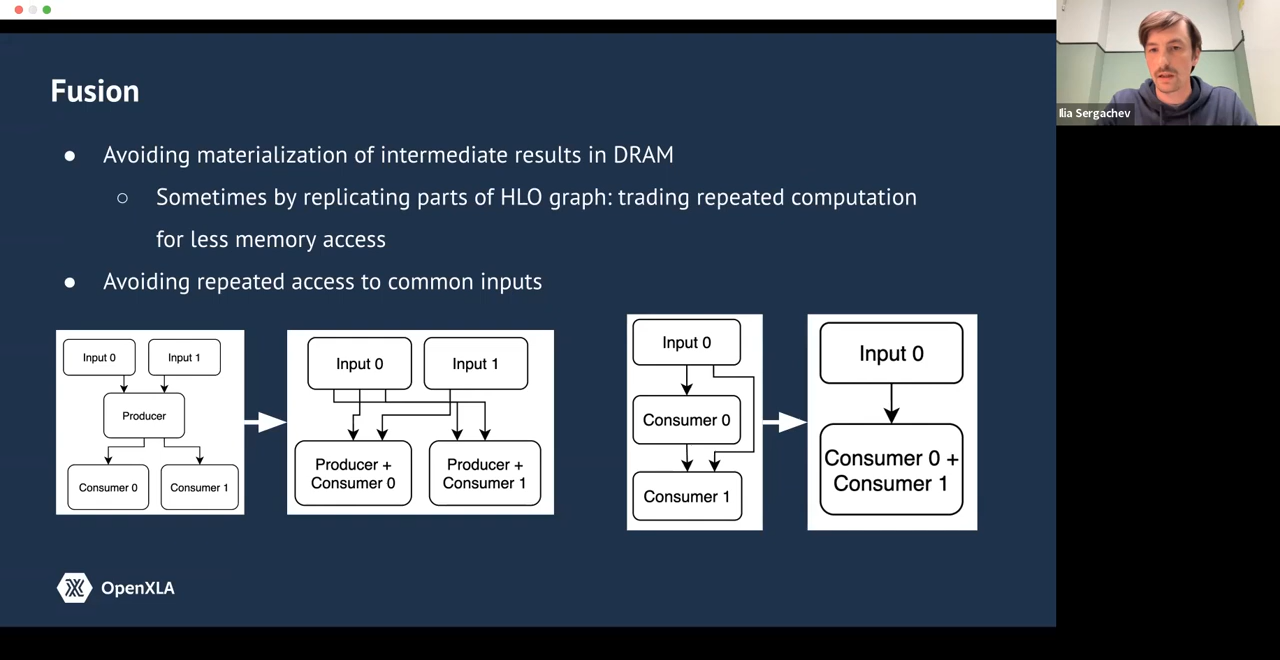 Fusion
● Avoiding materialization of intermediate results in DRAM
○ Sometimes by replicating parts of HLO graph: trading repeated computation
for less memory access
● Avoiding repeated access to common inputs
Input 0
Input 1
Producer
Consumer 0
Consumer 1
Input 0
Input 1
Producer +
Consumer 0
Producer +
Consumer 1
Input 0
Consumer 0
Consumer 1
Input 0
Consumer 0 +
Consumer 1
OpenXLA
Ilia Sergachev